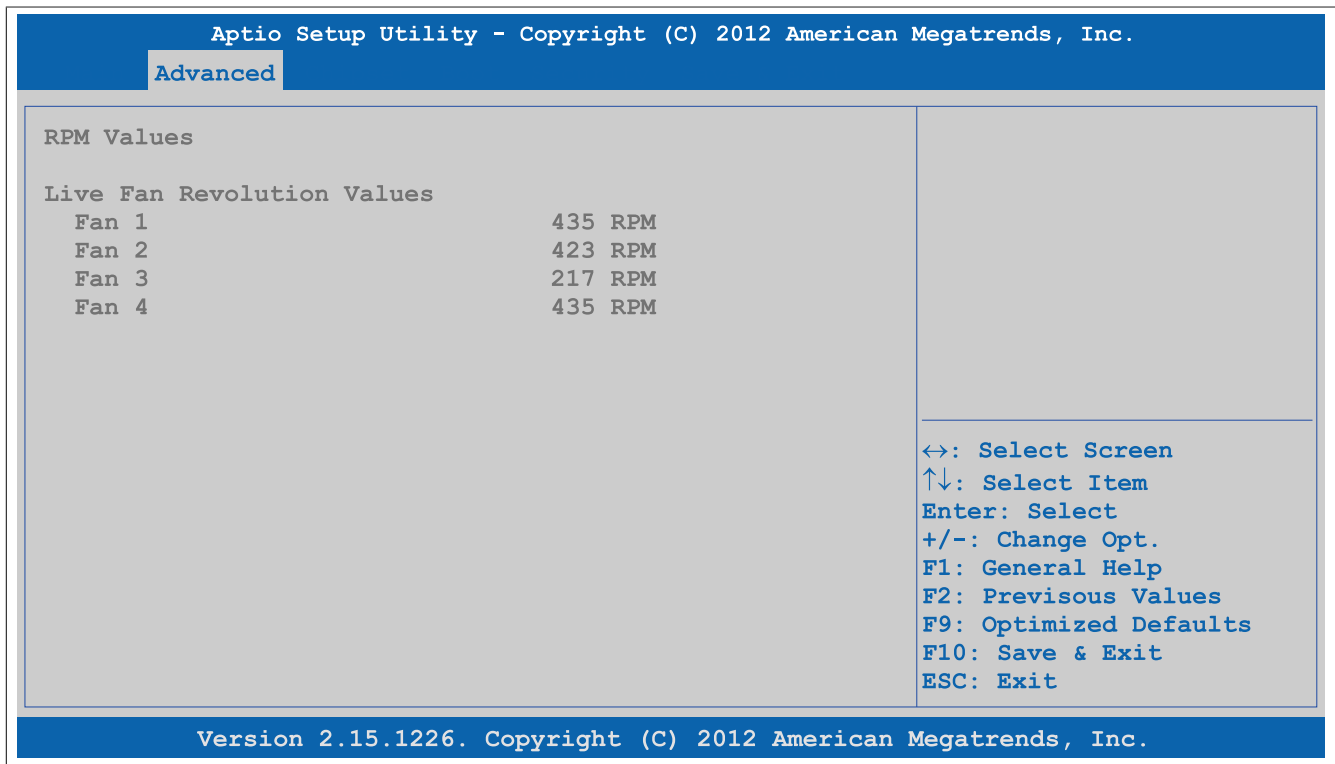 Aptio Setup Utility - Copyright (C) 2012 American Megatrends, Inc.
Advanced
RPM Values
Live Fan Revolution Values
Fan 1 435 RPM
Fan 2 423 RPM
Fan 3 217 RPM
Fan 4 435 RPM
↔: Select Screen
↑↓: Select Item
Enter: Select
+/-: Change Opt.
F1: General Help
F2: Previsous Values
F9: Optimized Defaults
F10: Save & Exit
ESC: Exit
Version 2.15.1226. Copyright (C) 2012 American Megatrends, Inc.